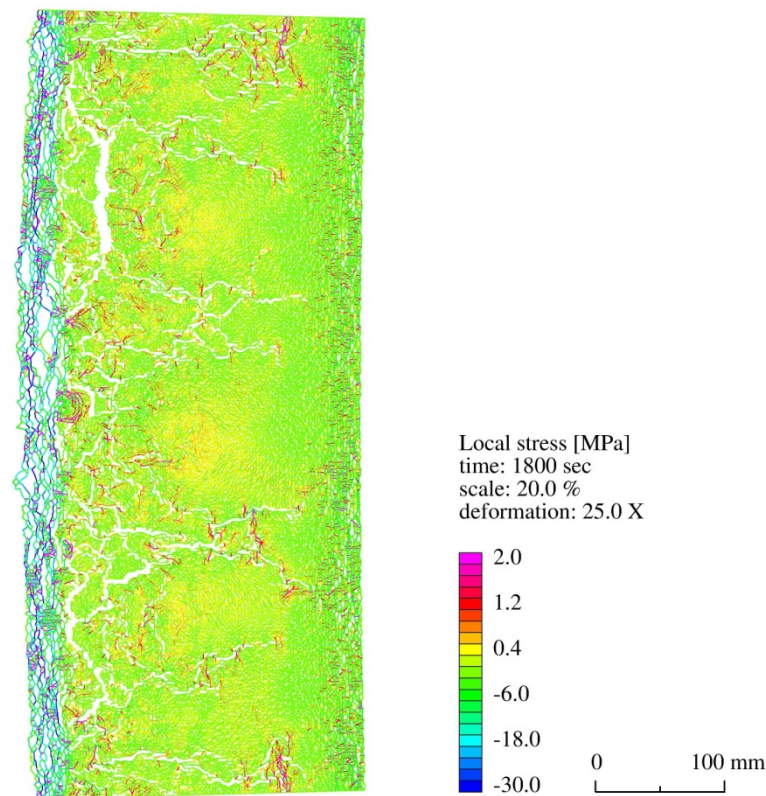 Local stress [MPa]
time: 1800 sec
scale: 20.0 %
deformation: 25.0 X
2.0
1.2
0.4
-6.0
-18.0
-30.0
0 100 mm